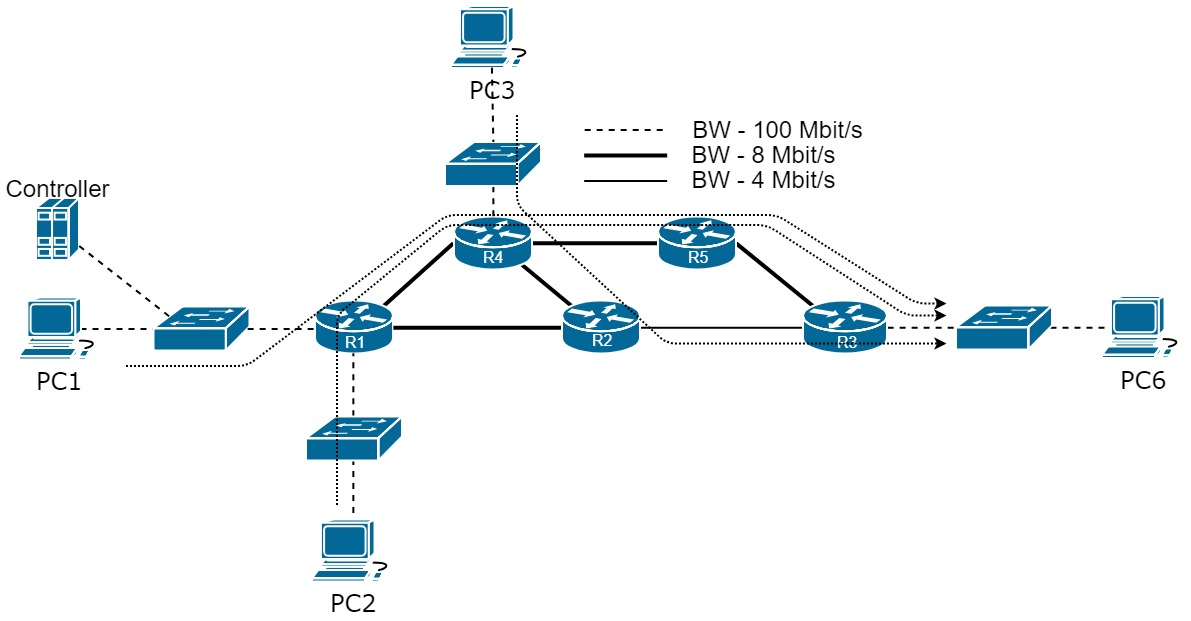 PC3
BW - 100 Mbit/s
BW - 8 Mbit/s
BW - 4 Mbit/s
Controller
R4
R5
R1
R2
R3
PC1
PC6
PC2